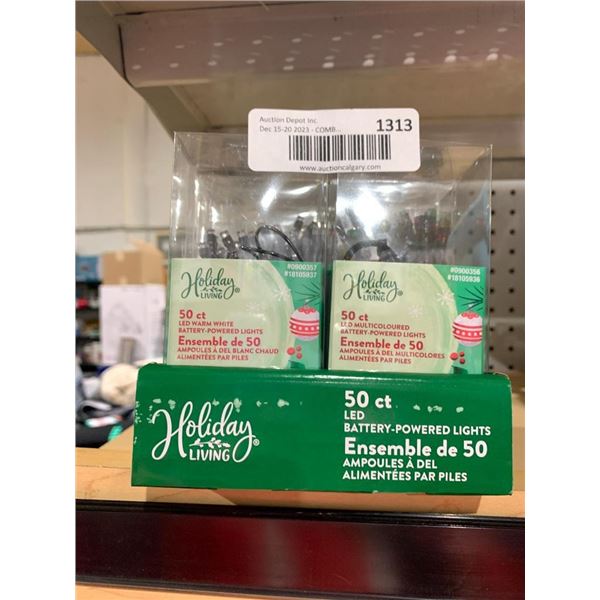 Auction Depot Inc.
Dec 15-20 2023 - COMB...
1313
www.auctioncalgary.com
Holiday
LIVING®
#0900357
#18105937
50 ct
LED WARM WHITE
BATTERY-POWERED LIGHTS
Ensemble de 50
AMPOULES À DEL BLANC CHAUD
ALIMENTÉES PAR PILES
Holiday
LIVING®
#0900356
#18105936
50 ct
LED MULTICOLOURED
BATTERY-POWERED LIGHTS
Ensemble de 50
AMPOULES À DEL MULTICOLORES
ALIMENTÉES PAR PILES
Holiday
LIVING®
50 ct
LED
BATTERY-POWERED LIGHTS
Ensemble de 50
AMPOULES À DEL
ALIMENTÉES PAR PILES